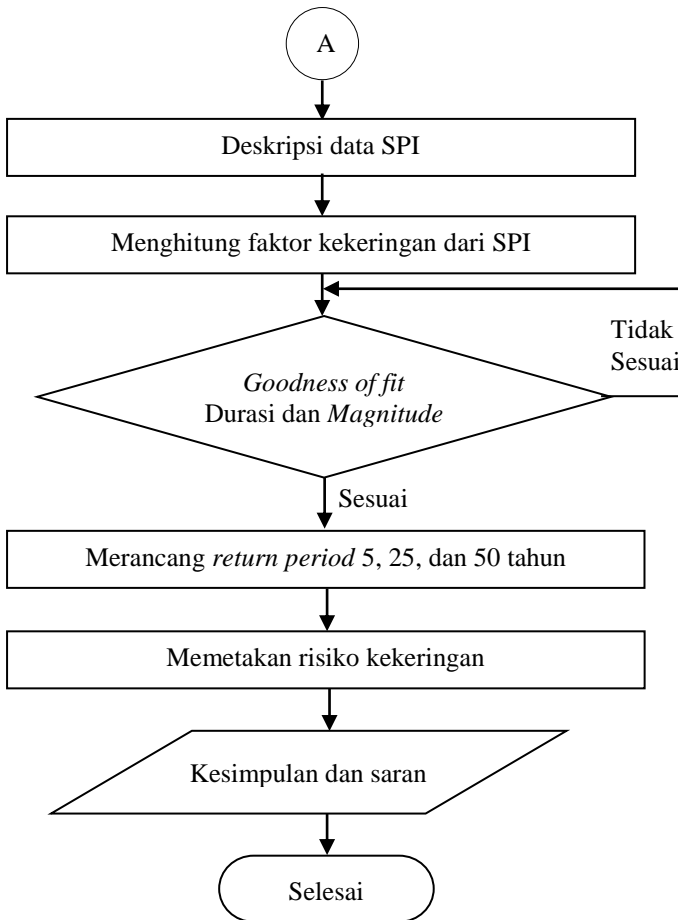 A
Deskripsi data SPI
Menghitung faktor kekeringan dari SPI
Tidak
Sesuai
Goodness of fit
Durasi dan Magnitude
Sesuai
Merancang return period 5, 25, dan 50 tahun
Memetakan risiko kekeringan
Kesimpulan dan saran
Selesai